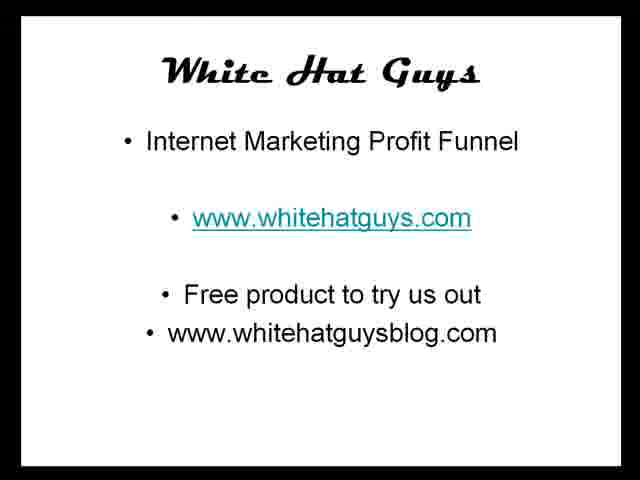 White Hat Guys
• Internet Marketing Profit Funnel
• www.whitehatguys.com
• Free product to try us out
• www.whitehatguysblog.com